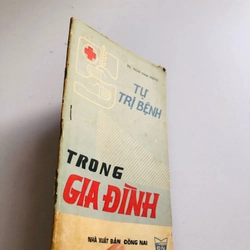 TỰ
TRỊ BỆNH
TRONG
GIA ĐÌNH
NHÀ XUẤT BẢN ĐỒNG NAI